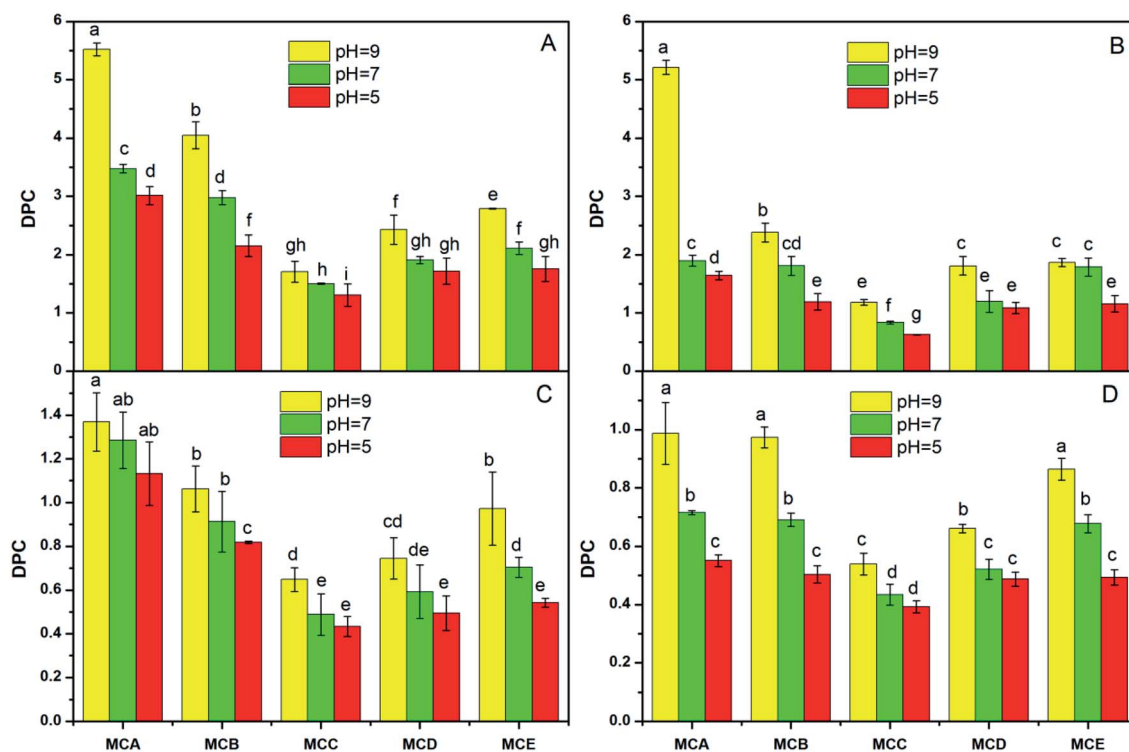 A
pH=9
pH=7
pH=5
DPC
6
5
4
3
2
1
0
a
c
d
b
d
f
gh
h
i
f
gh
gh
e
f
gh
B
pH=9
pH=7
pH=5
DPC
6
5
4
3
2
1
0
a
c
d
b
cd
e
e
f
g
c
e
e
c
c
e
C
pH=9
pH=7
pH=5
DPC
1.4
1.2
1.0
0.8
0.6
0.4
0.2
0.0
a
ab
ab
b
b
c
d
e
e
cd
de
e
b
d
e
MCA MCB MCC MCD MCE
D
pH=9
pH=7
pH=5
DPC
1.0
0.8
0.6
0.4
0.2
0.0
a
b
c
a
b
c
c
d
d
b
c
c
a
b
c
MCA MCB MCC MCD MCE